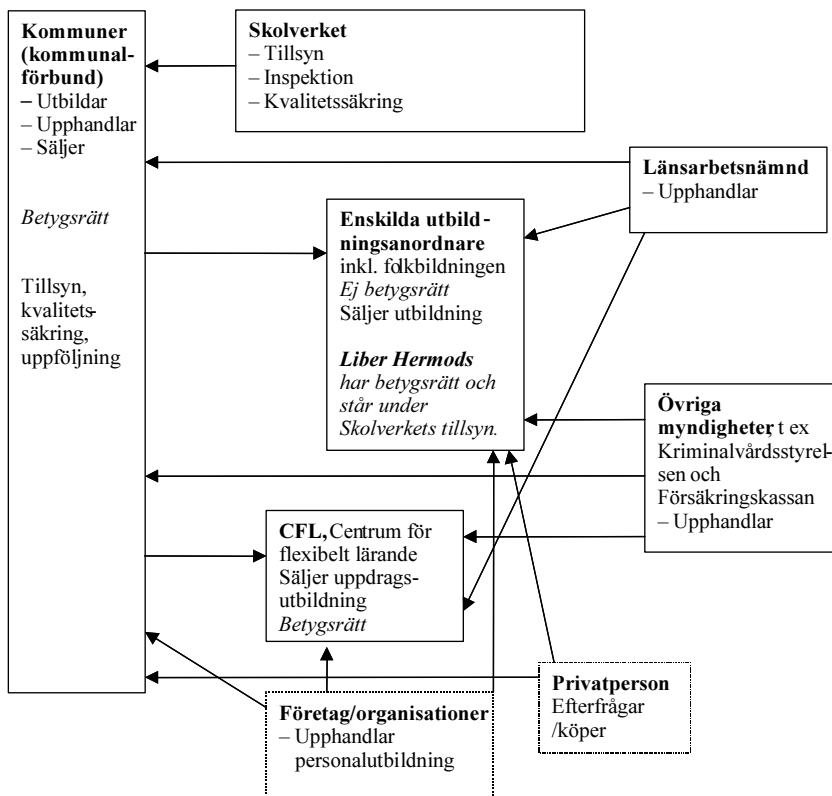 Kommuner
(kommunal-
förbund)
– Utbildar
– Upphandlar
– Säljer
Betygsrätt
Tillsyn,
kvalitets-
säkring,
uppföljning
Skolverket
– Tillsyn
– Inspektion
– Kvalitetssäkring
Länsarbetsnämnd
– Upphandlar
Enskilda utbild-
ningsanordnare
inkl. folkbildningen
Ej betygsrätt
Säljer utbildning
Liber Hermods
har betygsrätt och
står under
Skolverkets tillsyn.
Övriga
myndigheter, t ex
Kriminalvårdsstyrel-
sen och
Försäkringskassan
– Upphandlar
CFL, Centrum för
flexibelt lärande
Säljer uppdrags-
utbildning
Betygsrätt
Privatperson
Efterfrågar
/köper
Företag/organisationer
– Upphandlar
personalutbildning